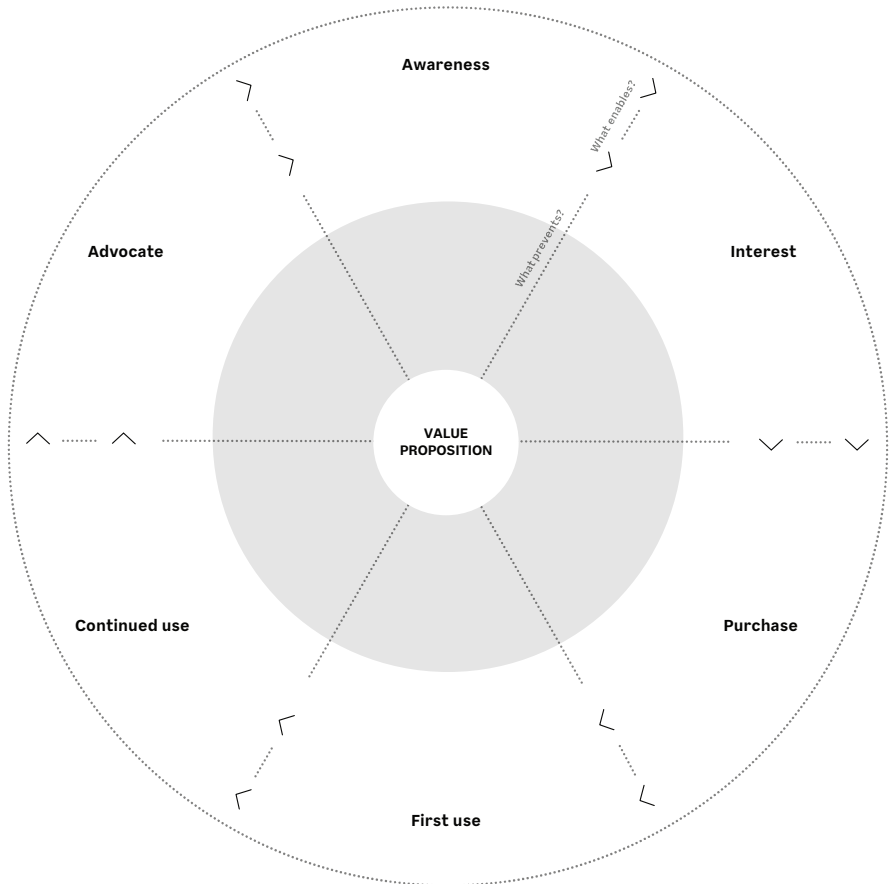 Awareness
What enables?
What prevents?
Advocate
Interest
VALUE
PROPOSITION
Continued use
Purchase
First use